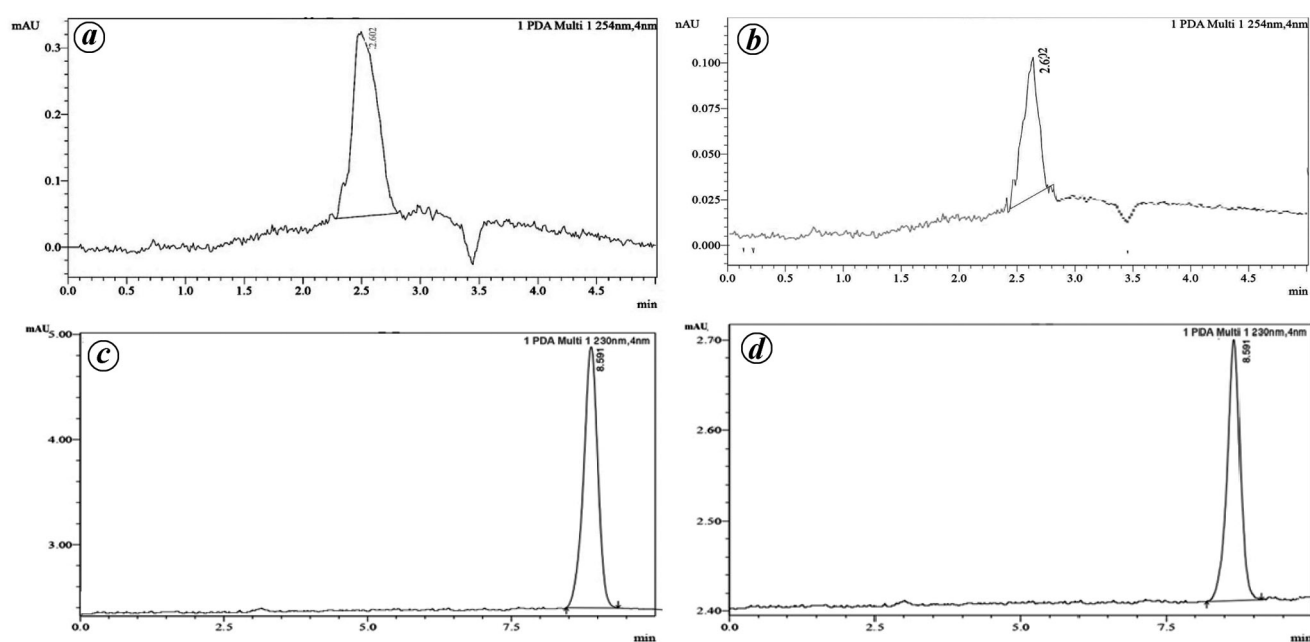 mAU
a
1 PDA Multi 1 254nm,4nm
2.602
0.3
0.2
0.1
0.0
0.0 0.5 1.0 1.5 2.0 2.5 3.0 3.5 4.0 4.5
min
nAU
b
1 PDA Multi 1 254nm,4nm
2.602
0.100
0.075
0.050
0.025
0.000
0.0 0.5 1.0 1.5 2.0 2.5 3.0 3.5 4.0 4.5
min
mAU
c
1 PDA Multi 1 230nm,4nm
8.591
5.00
4.00
3.00
0.0 2.5 5.0 7.5
min
mAU
d
1 PDA Multi 1 230nm,4nm
8.591
2.70
2.60
2.50
2.40
0.0 2.5 5.0 7.5
min